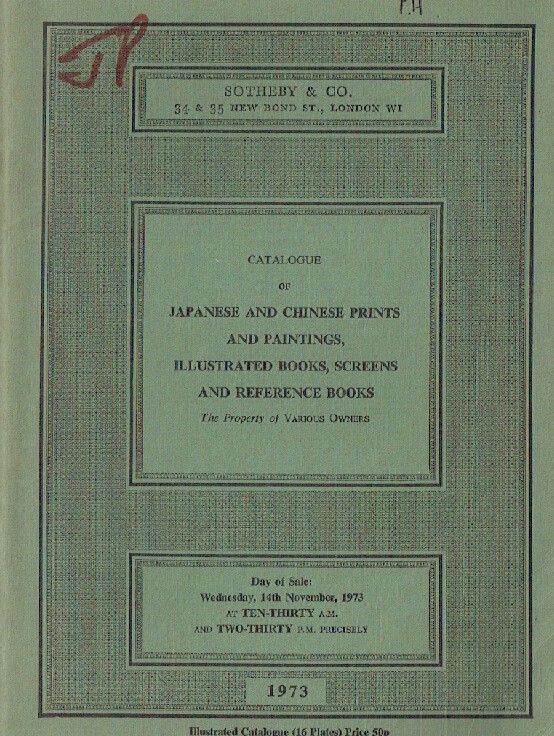 P.A
JP
SOTHEBY & CO,
34 & 35 NEW BOND ST., LONDON W1
CATALOGUE
OF
JAPANESE AND CHINESE PRINTS
AND PAINTINGS,
ILLUSTRATED BOOKS, SCREENS
AND REFERENCE BOOKS
The Property of VARIOUS OWNERS
Day of Sale:
Wednesday, 14th November, 1973
AT TEN-THIRTY A.M.
AND TWO-THIRTY P.M. PRECISELY
1973
Illustrated Catalogue (16 Plates) Price 50p